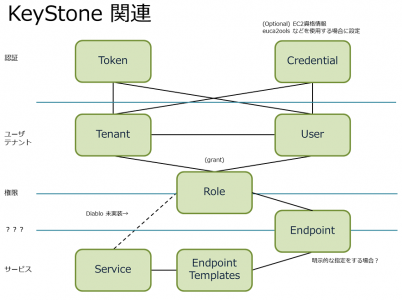 KeyStone 関連
(Optional) EC2資格情報
euca2ools などを使用する場合に設定
認証
Token
Credential
ユーザ
テナント
Tenant
User
(grant)
権限
Role
Diablo 未実装→
？？？
Endpoint
明示的な指定をする場合？
サービス
Service
Endpoint
Templates